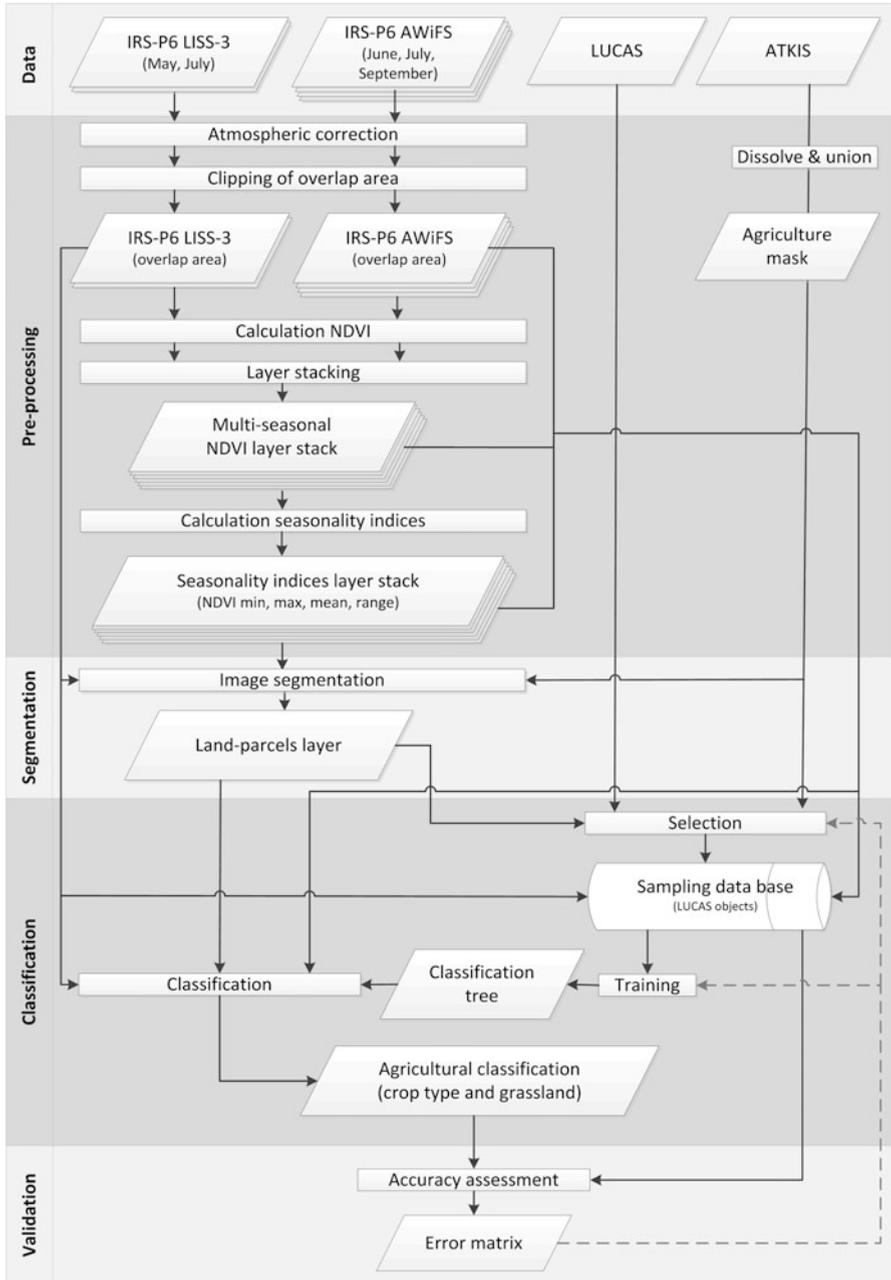 Data
IRS-P6 LISS-3
(May, July)
IRS-P6 AWiFS
(June, July,
September)
LUCAS
ATKIS
Pre-processing
Atmospheric correction
Dissolve & union
Clipping of overlap area
IRS-P6 LISS-3
(overlap area)
IRS-P6 AWiFS
(overlap area)
Agriculture
mask
Calculation NDVI
Layer stacking
Multi-seasonal
NDVI layer stack
Calculation seasonality indices
Seasonality indices layer stack
(NDVI min, max, mean, range)
Segmentation
Image segmentation
Land-parcels layer
Classification
Selection
Sampling data base
(LUCAS objects)
Classification
Classification
tree
Training
Agricultural classification
(crop type and grassland)
Validation
Accuracy assessment
Error matrix